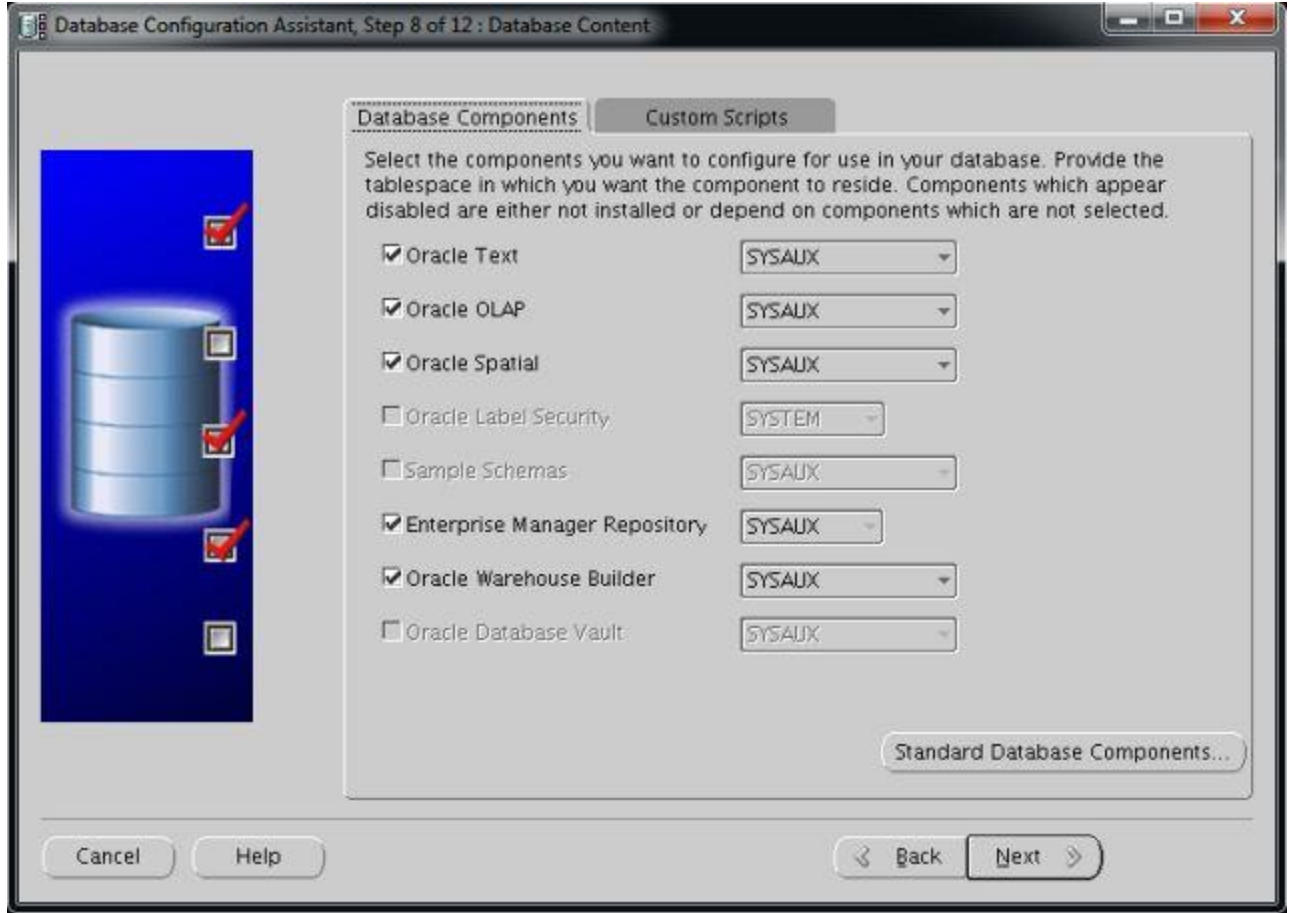 Database Configuration Assistant, Step 8 of 12 : Database Content
Database Components
Custom Scripts
Select the components you want to configure for use in your database. Provide the
tablespace in which you want the component to reside. Components which appear
disabled are either not installed or depend on components which are not selected.
Oracle Text SYSAUX
Oracle OLAP SYSAUX
Oracle Spatial SYSAUX
Oracle Label Security SYSTEM
Sample Schemas SYSAUX
Enterprise Manager Repository SYSAUX
Oracle Warehouse Builder SYSAUX
Oracle Database Vault SYSAUX
Standard Database Components...
Cancel Help Back Next